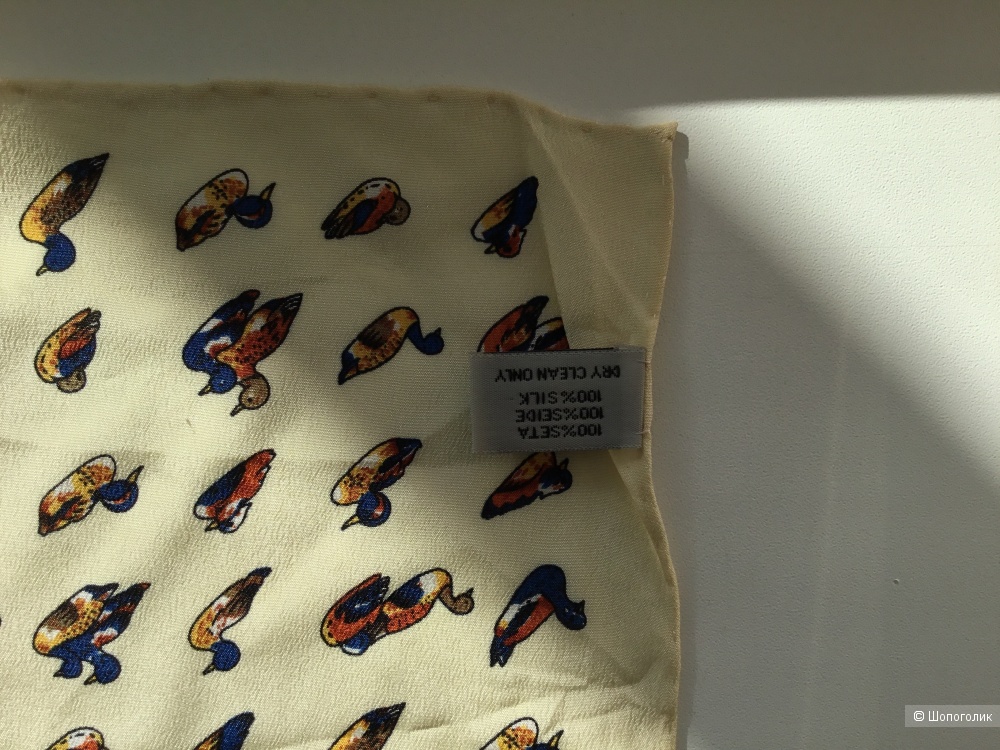 100%SETA
100%SEIDE
100%SILK
DRY CLEAN ONLY
© Шопоголик